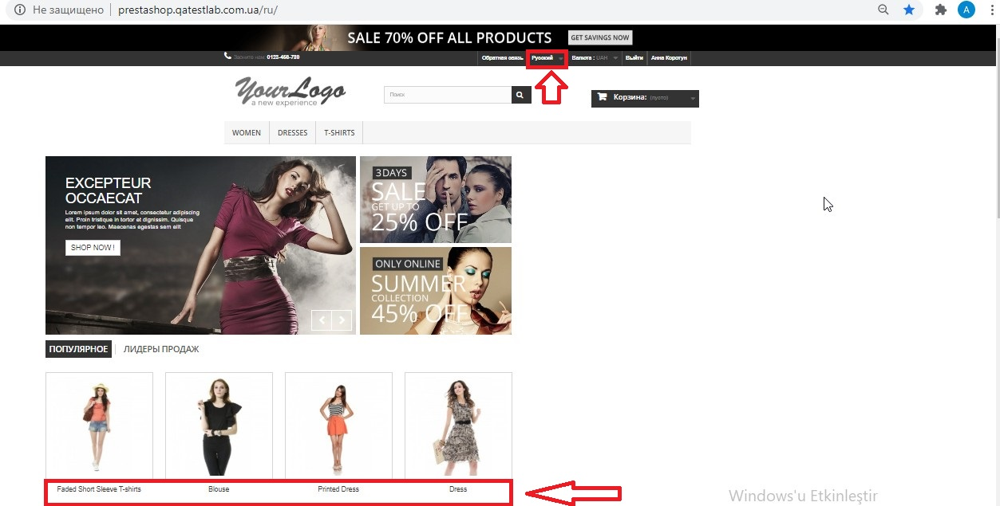 Не защищено prestashop.qatestlab.com.ua/ru/ A
SALE 70% OFF ALL PRODUCTS GET SAVINGS NOW
Звоните нам: 0123-456-789 Обратная связь Русский Валюта : UAH Выйти Анна Коротун
YourLogo
a new experience
Поиск
Корзина: (пусто)
WOMEN DRESSES T-SHIRTS
EXCEPTEUR
OCCAECAT
Lorem ipsum dolor sit amet, consectetur adipiscing
elit. Proin tristique in tortor et dignissim. Quisque
non tempor leo. Maecenas egestas sem elit
SHOP NOW !
3DAYS
SALE
GET UP TO
25% OFF
ONLY ONLINE
SUMMER
COLLECTION
45% OFF
ПОПУЛЯРНОЕ ЛИДЕРЫ ПРОДАЖ
Faded Short Sleeve T-shirts Blouse Printed Dress Dress
Windows'u Etkinleştir